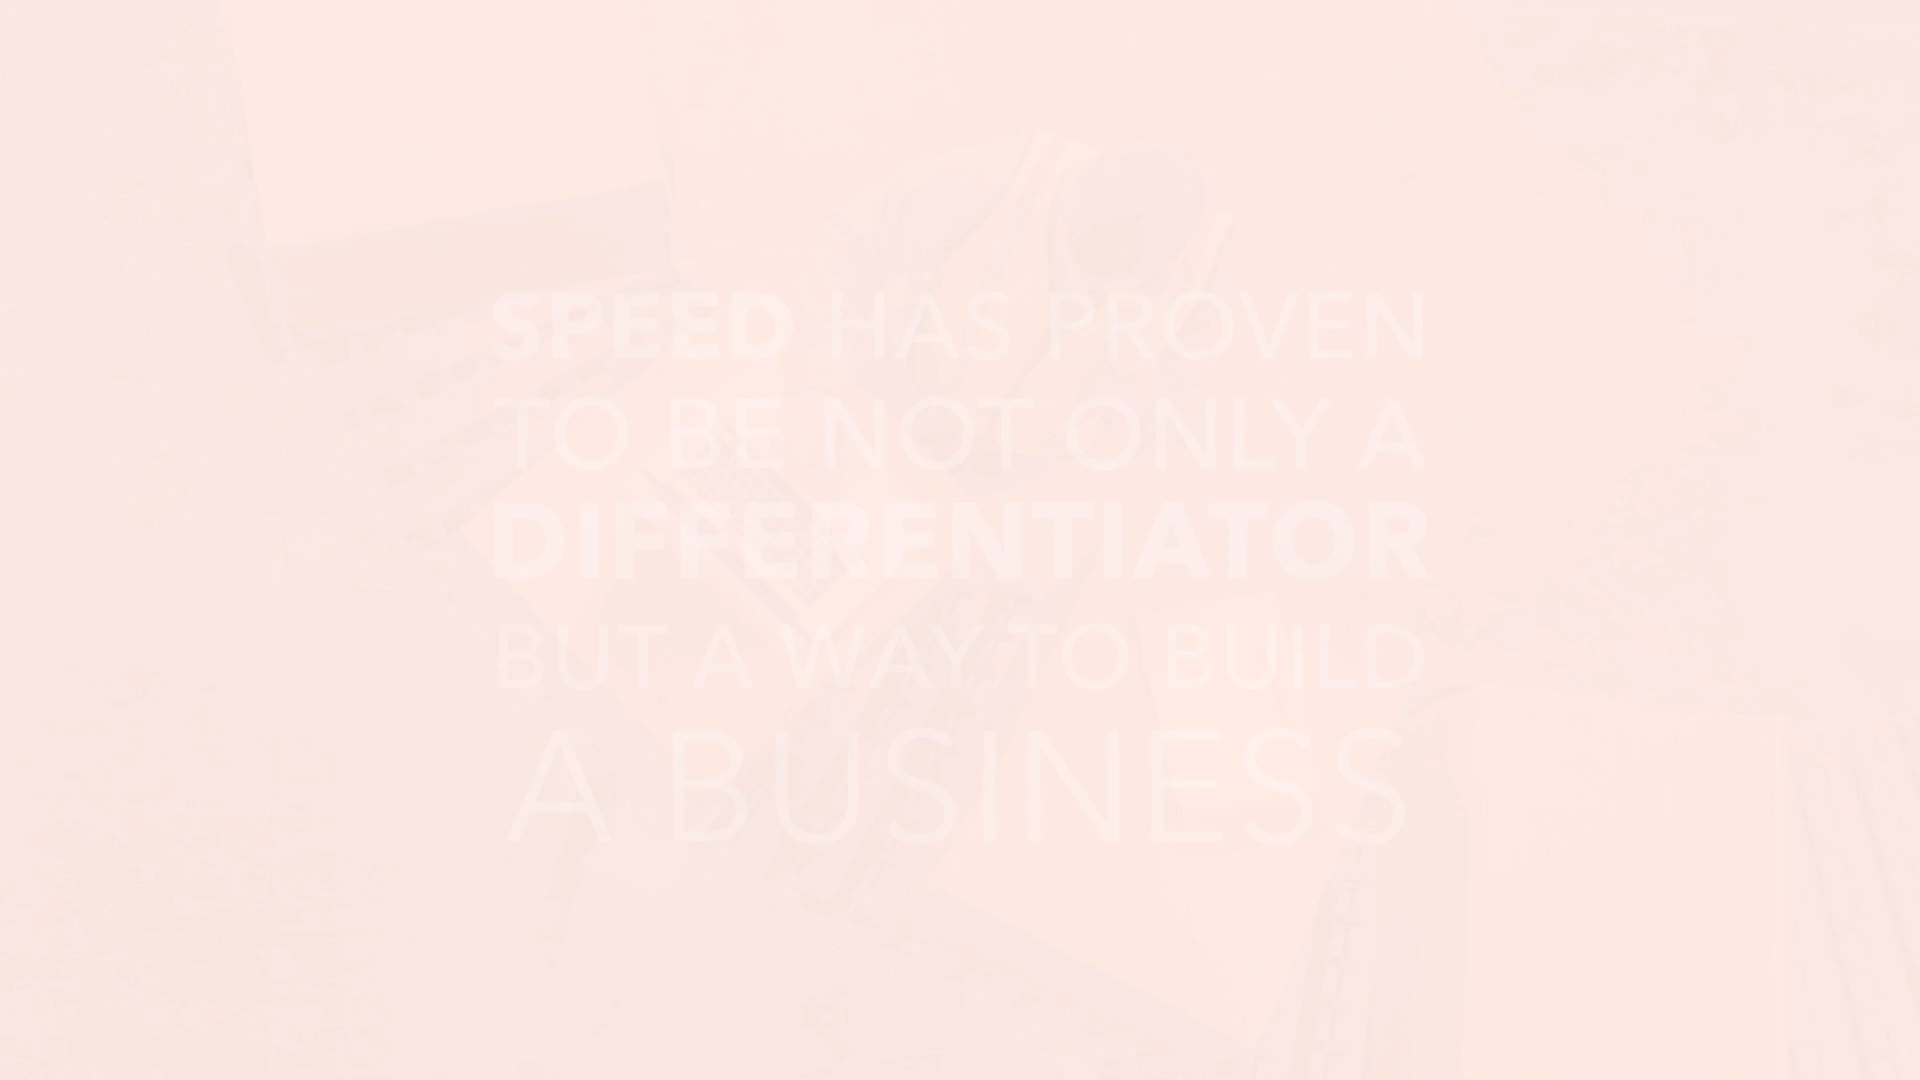 SPEED HAS PROVEN
TO BE NOT ONLY A
DIFFERENTIATOR
BUT A WAY TO BUILD
A BUSINESS